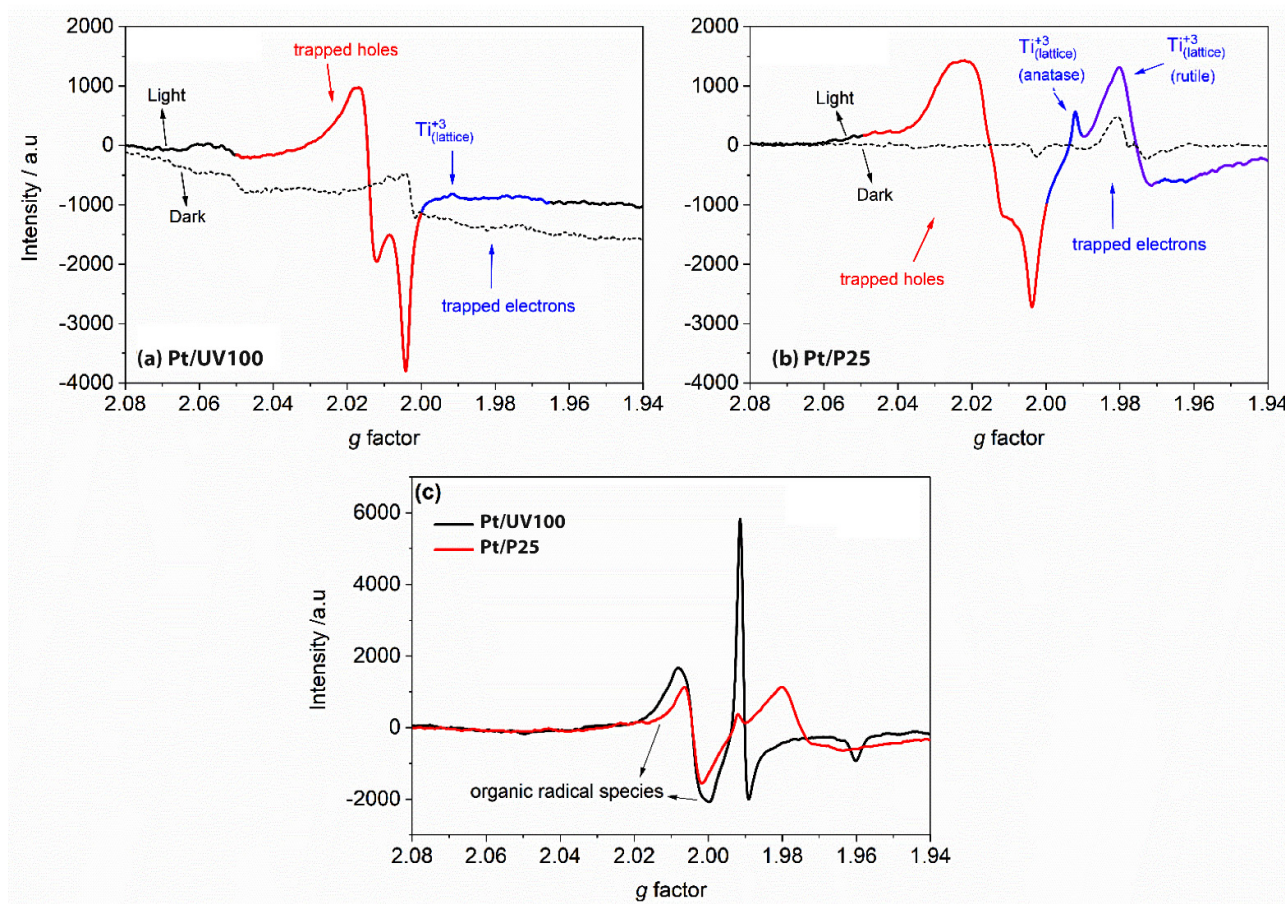 2000
1000
0
-1000
-2000
-3000
-4000
Intensity / a.u
trapped holes
Light
Ti+3(lattice)
Dark
trapped electrons
(a) Pt/UV100
2.08 2.06 2.04 2.02 2.00 1.98 1.96 1.94
g factor
2000
1000
0
-1000
-2000
-3000
-4000
Intensity / a.u
Ti+3(lattice)
(anatase)
Ti+3(lattice)
(rutile)
Light
Dark
trapped electrons
trapped holes
(b) Pt/P25
2.08 2.06 2.04 2.02 2.00 1.98 1.96 1.94
g factor
(c)
Pt/UV100
Pt/P25
6000
4000
2000
0
-2000
Intensity /a.u
organic radical species
2.08 2.06 2.04 2.02 2.00 1.98 1.96 1.94
g factor